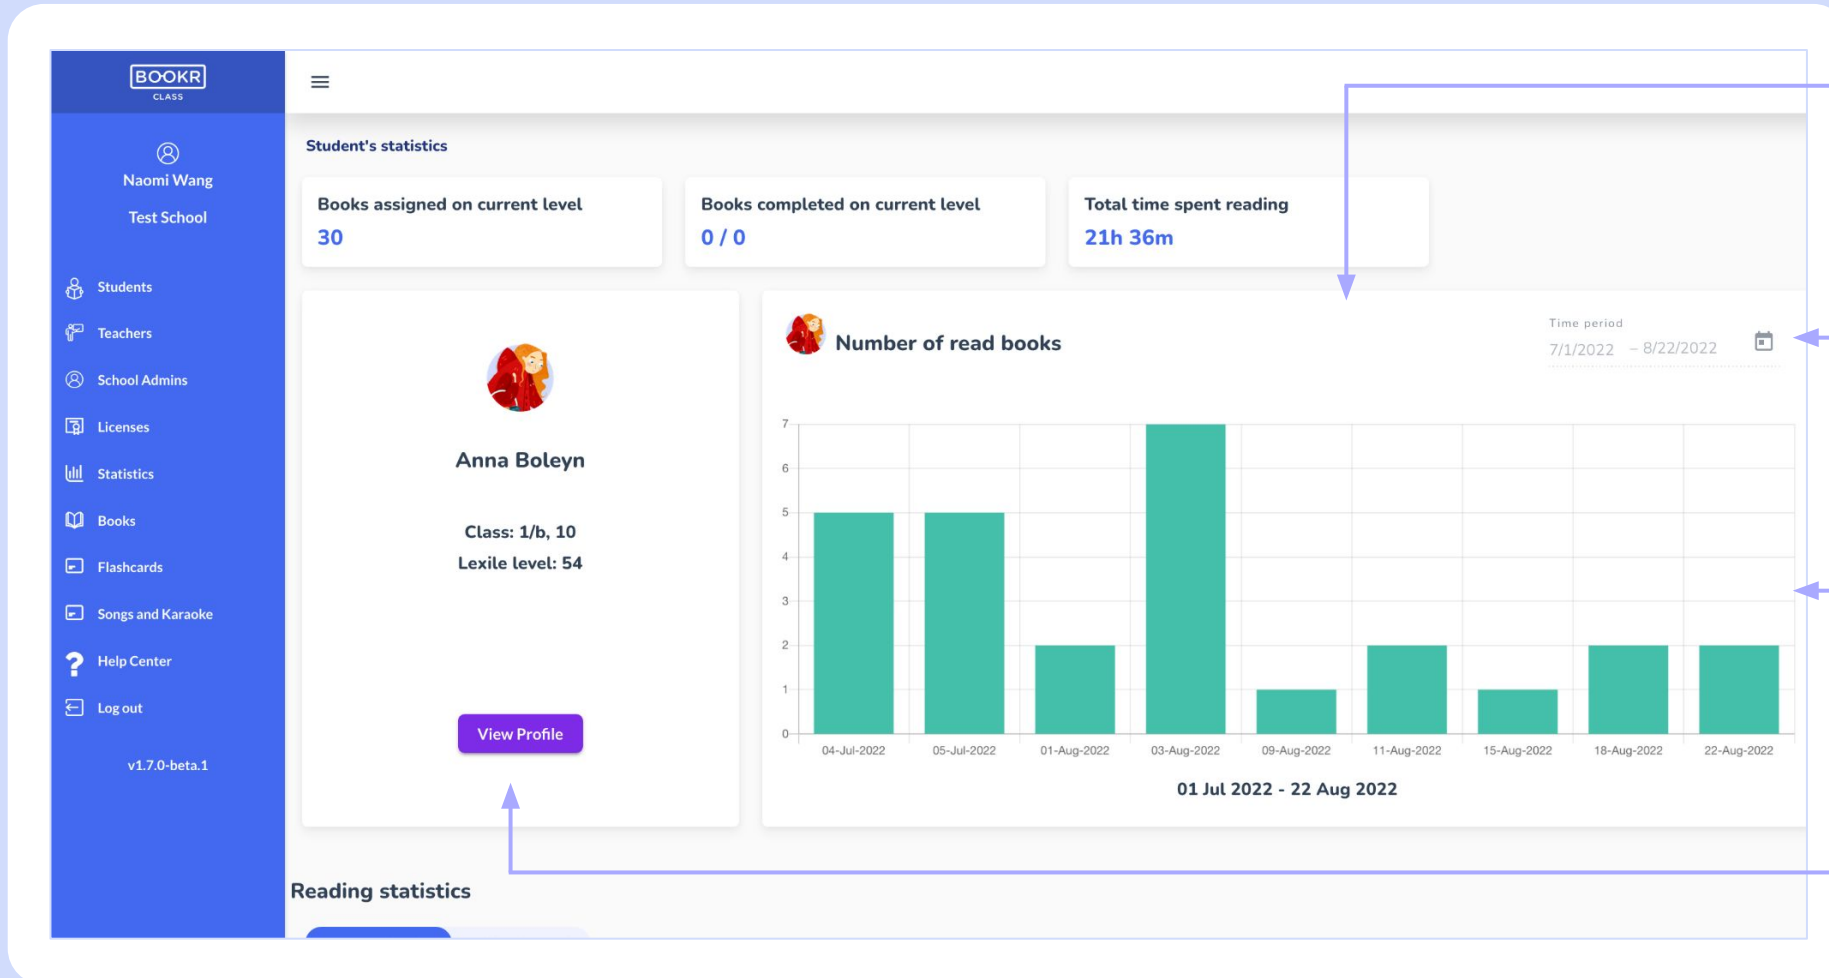 BOOKR
CLASS
Naomi Wang
Test School
Students
Teachers
School Admins
Licenses
Statistics
Books
Flashcards
Songs and Karaoke
Help Center
Log out
v1.7.0-beta.1
Student's statistics
Books assigned on current level
30
Books completed on current level
0 / 0
Total time spent reading
21h 36m
Anna Boleyn
Class: 1/b, 10
Lexile level: 54
View Profile
Number of read books
Time period
7/1/2022 – 8/22/2022
7
6
5
4
3
2
1
0
04-Jul-2022 05-Jul-2022 01-Aug-2022 03-Aug-2022 09-Aug-2022 11-Aug-2022 15-Aug-2022 18-Aug-2022 22-Aug-2022
01 Jul 2022 - 22 Aug 2022
Reading statistics